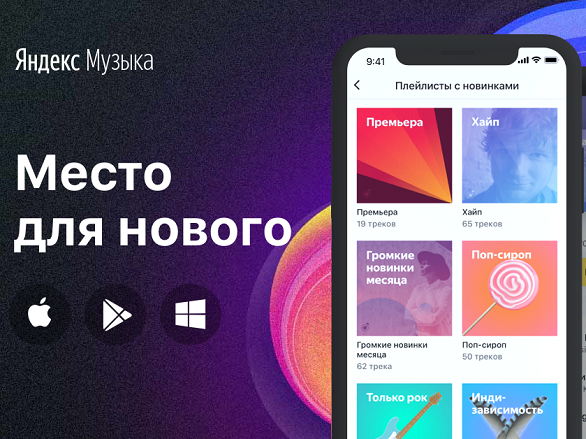 Яндекс Музыка
Место
для нового
9:41
Плейлисты с новинками
Премьера
Хайп
Премьера
19 треков
Хайп
65 треков
Громкие
новинки
месяца
Поп-сироп
Громкие новинки
месяца
62 трека
Поп-сироп
50 треков
Только рок
Инди-
зависимость